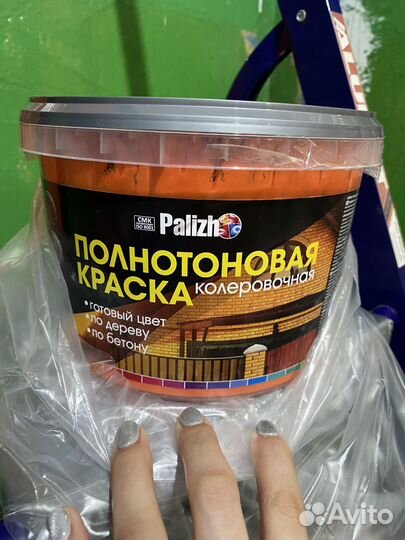 СМК
ISO 9001
Palizh
ПОЛНОТОНОВАЯ
КРАСКА колеровочная
• готовый цвет
• по дереву
• по бетону
Avito